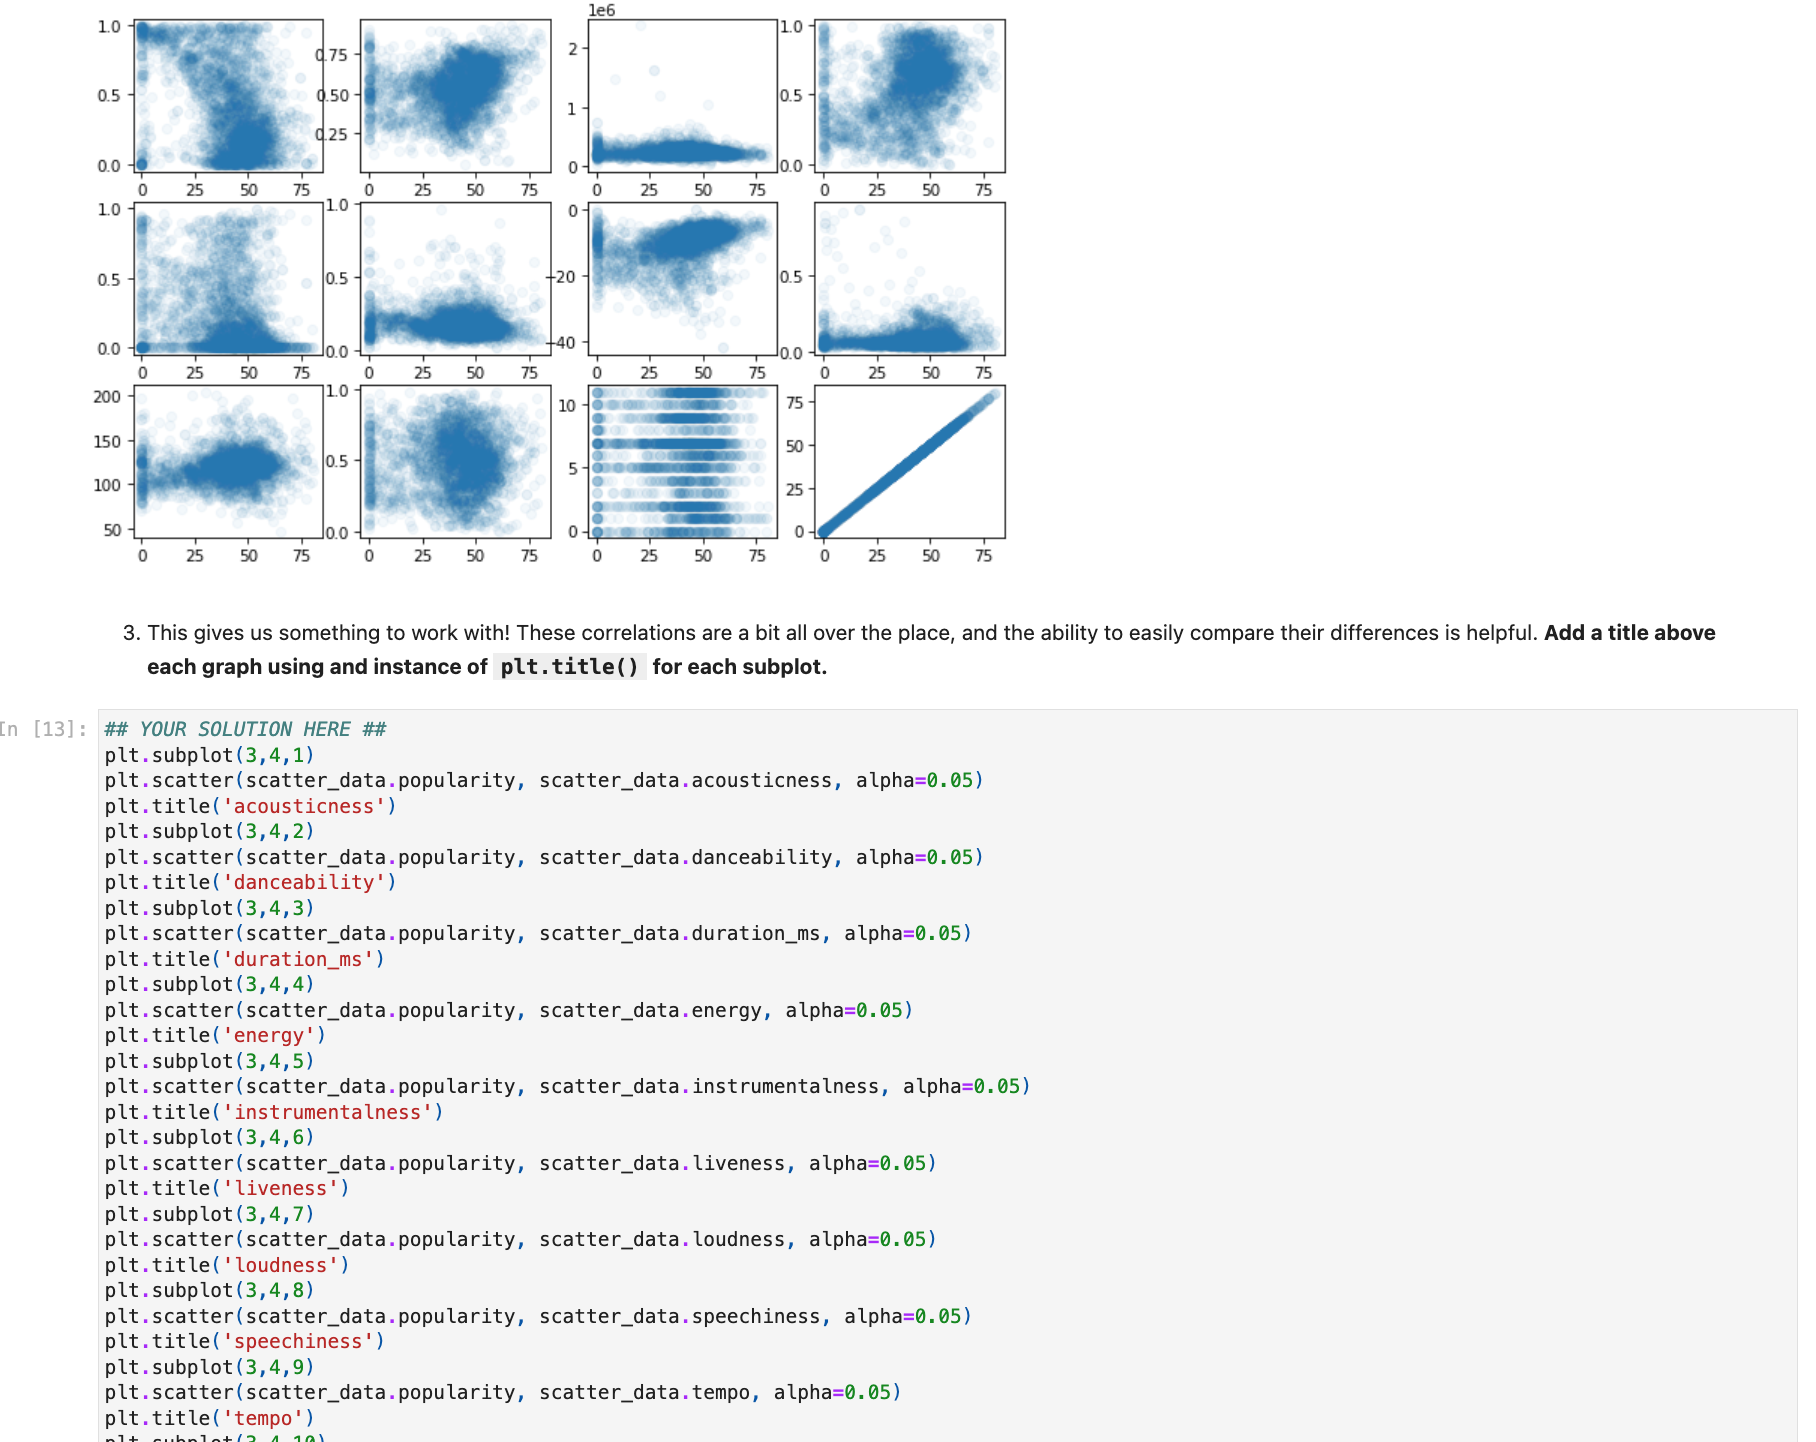 1e6
1.0
0.5
0.0
0 25 50 75
0.75
0.50
0.25
0 25 50 75
2
1
0
0 25 50 75
1.0
0.5
0.0
0 25 50 75
1.0
0.5
0.0
0 25 50 75
1.0
0.5
0.0
0 25 50 75
0
−20
−40
0 25 50 75
0.5
0.0
0 25 50 75
200
150
100
50
0 25 50 75
1.0
0.5
0.0
0 25 50 75
10
5
0
0 25 50 75
75
50
25
0
0 25 50 75
3. This gives us something to work with! These correlations are a bit all over the place, and the ability to easily compare their differences is helpful. Add a title above
each graph using and instance of plt.title() for each subplot.
In [13]:
## YOUR SOLUTION HERE ##
plt.subplot(3,4,1)
plt.scatter(scatter_data.popularity, scatter_data.acousticness, alpha=0.05)
plt.title('acousticness')
plt.subplot(3,4,2)
plt.scatter(scatter_data.popularity, scatter_data.danceability, alpha=0.05)
plt.title('danceability')
plt.subplot(3,4,3)
plt.scatter(scatter_data.popularity, scatter_data.duration_ms, alpha=0.05)
plt.title('duration_ms')
plt.subplot(3,4,4)
plt.scatter(scatter_data.popularity, scatter_data.energy, alpha=0.05)
plt.title('energy')
plt.subplot(3,4,5)
plt.scatter(scatter_data.popularity, scatter_data.instrumentalness, alpha=0.05)
plt.title('instrumentalness')
plt.subplot(3,4,6)
plt.scatter(scatter_data.popularity, scatter_data.liveness, alpha=0.05)
plt.title('liveness')
plt.subplot(3,4,7)
plt.scatter(scatter_data.popularity, scatter_data.loudness, alpha=0.05)
plt.title('loudness')
plt.subplot(3,4,8)
plt.scatter(scatter_data.popularity, scatter_data.speechiness, alpha=0.05)
plt.title('speechiness')
plt.subplot(3,4,9)
plt.scatter(scatter_data.popularity, scatter_data.tempo, alpha=0.05)
plt.title('tempo')
plt.subplot(3,4,10)